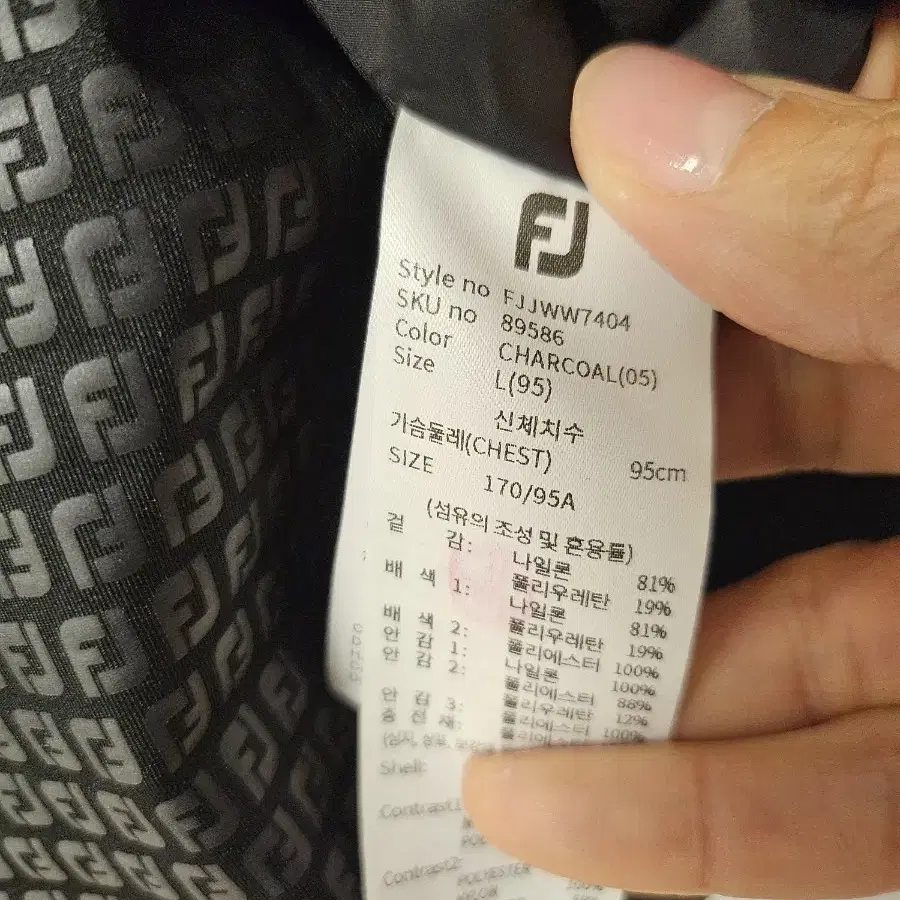 FJ
Style no FJJWW7404
SKU no 89586
Color CHARCOAL(05)
Size L(95)
신체치수
가슴둘레(CHEST) 95cm
SIZE 170/95A
(섬유의 조성 및 혼용률)
겉 감: 나일론 81%
폴리우레탄 19%
배 색 1: 나일론 81%
폴리우레탄 19%
배 색 2: 폴리에스터 100%
안 감 1: 나일론 100%
안 감 2: 폴리에스터 88%
폴리우레탄 12%
안 감 3: 폴리에스터 100%
충 전 재: 폴리에스터
Shell:
Contrast1
Contrast2: POLYESTER